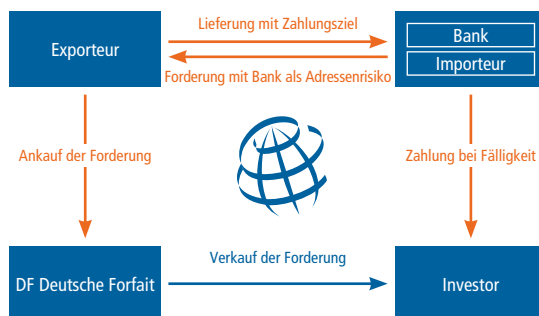 Lieferung mit Zahlungsziel
Exporteur
Bank
Importeur
Forderung mit Bank als Adressenrisiko
Ankauf der Forderung
Zahlung bei Fälligkeit
Verkauf der Forderung
DF Deutsche Forfait
Investor